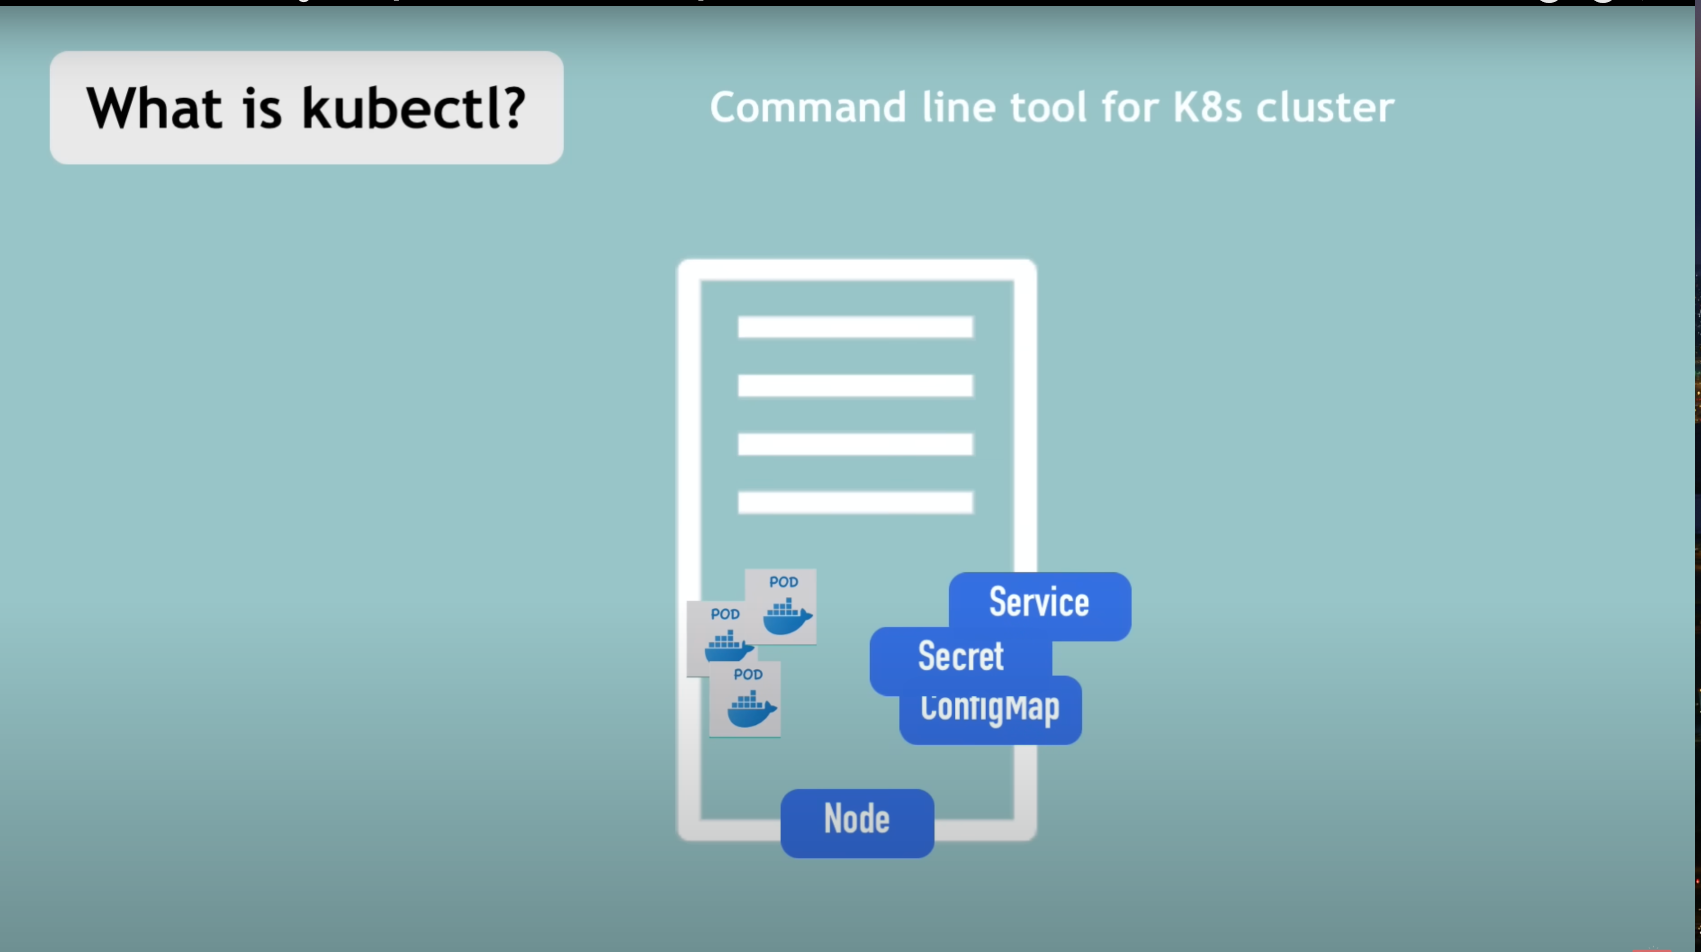 What is kubectl?
Command line tool for K8s cluster
POD
POD
POD
Service
Secret
ConfigMap
Node